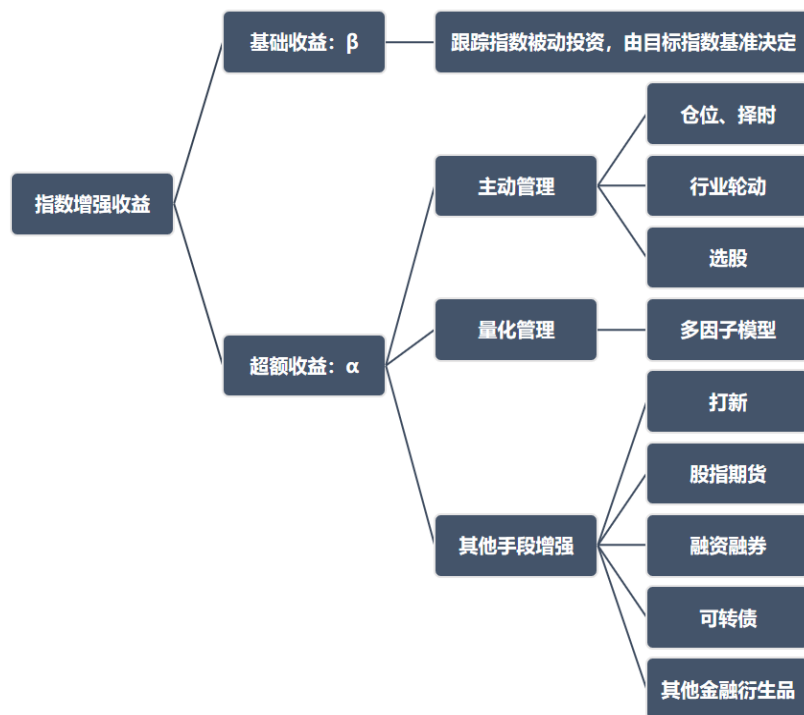 指数增强收益
基础收益：β
跟踪指数被动投资，由目标指数基准决定
超额收益：α
主动管理
仓位、择时
行业轮动
选股
量化管理
多因子模型
其他手段增强
打新
股指期货
融资融券
可转债
其他金融衍生品